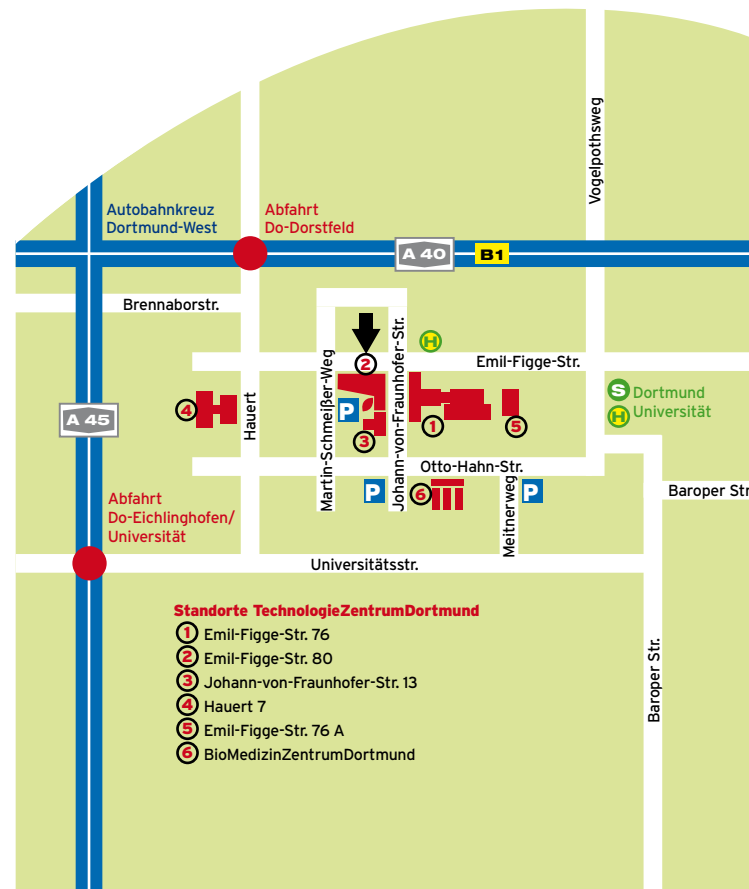 Vogelpothsweg
Autobahnkreuz
Dortmund-West
Abfahrt
Do-Dorstfeld
A 40
B1
Brennaborstr.
Martin-Schmeißer-Weg
Johann-von-Fraunhofer-Str.
H
Emil-Figge-Str.
2
4
Hauert
P
3
1
5
S Dortmund
H Universität
A 45
Otto-Hahn-Str.
P
6
Meitnerweg
P
Baroper Str
Abfahrt
Do-Eichlinghofen/
Universität
Universitätsstr.
Baroper Str.
Standorte TechnologieZentrumDortmund
1 Emil-Figge-Str. 76
2 Emil-Figge-Str. 80
3 Johann-von-Fraunhofer-Str. 13
4 Hauert 7
5 Emil-Figge-Str. 76 A
6 BioMedizinZentrumDortmund